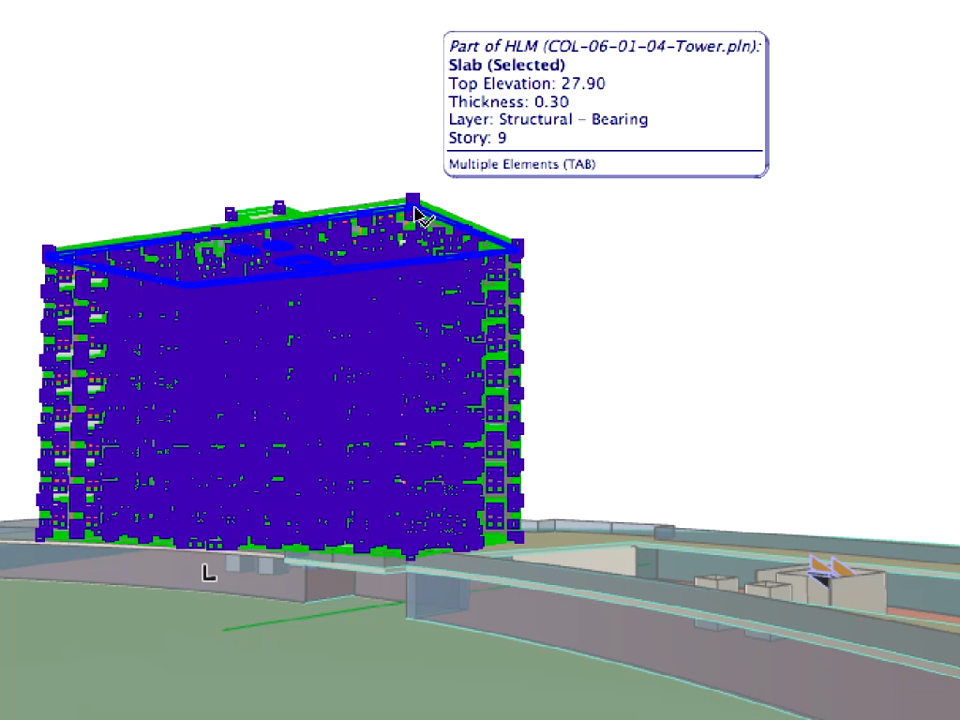 Part of HLM (COL-06-01-04-Tower.pln):
Slab (Selected)
Top Elevation: 27.90
Thickness: 0.30
Layer: Structural - Bearing
Story: 9
Multiple Elements (TAB)